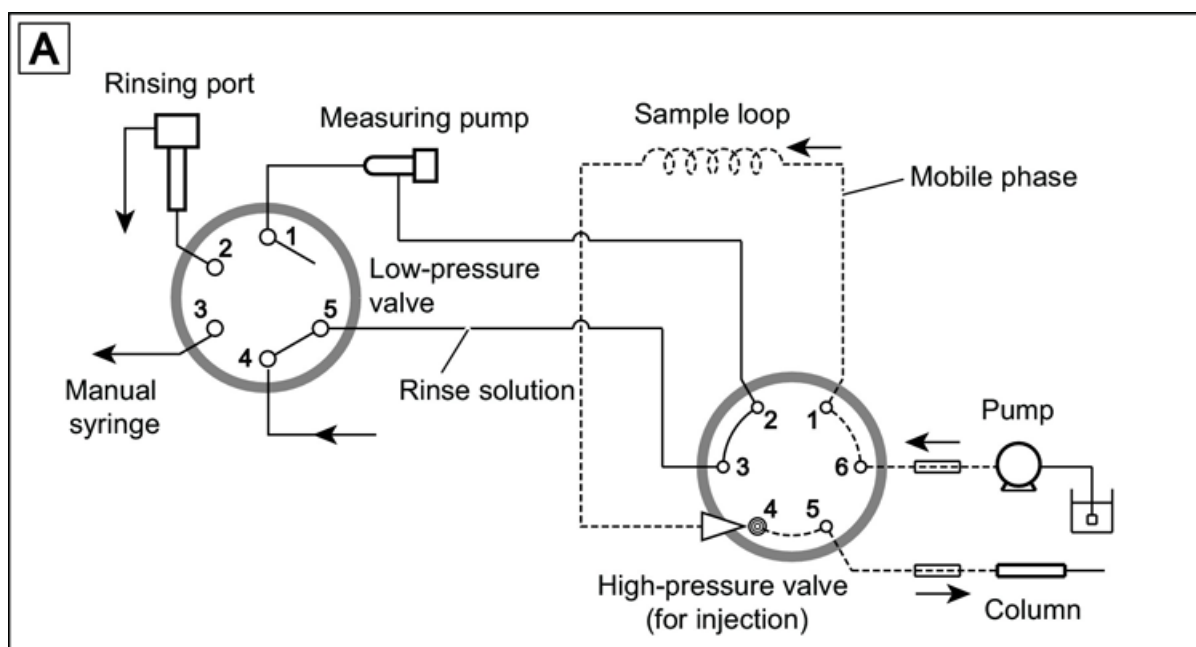 A
Rinsing port
Measuring pump
Sample loop
Mobile phase
1
2
3
4
5
Low-pressure
valve
Manual
syringe
Rinse solution
2
1
3
6
4
5
Pump
High-pressure valve
(for injection)
Column